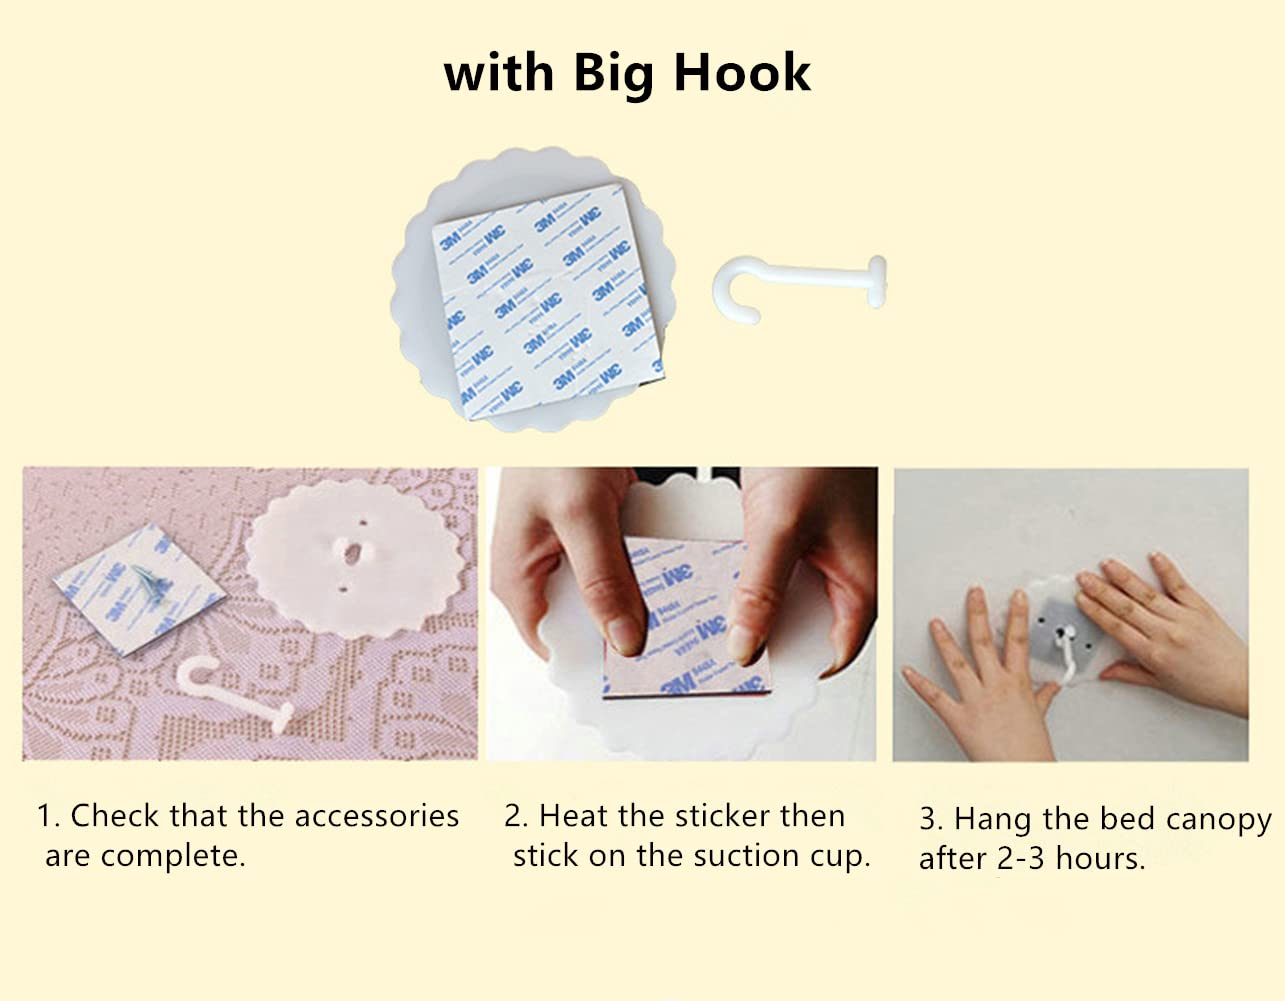 with Big Hook
3M
1. Check that the accessories
are complete.
2. Heat the sticker then
stick on the suction cup.
3. Hang the bed canopy
after 2-3 hours.